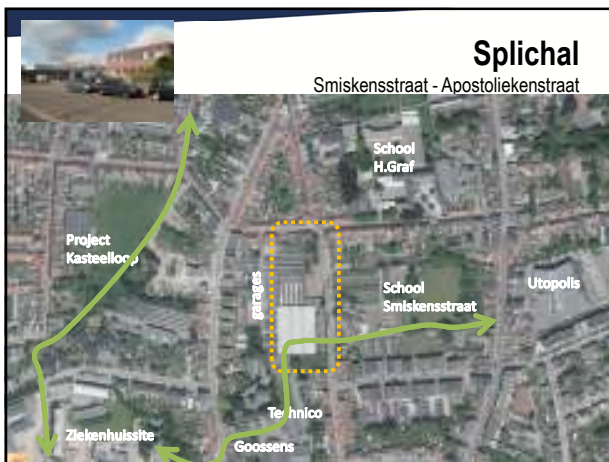 Splichal
Smiskensstraat - Apostoliekenstraat
School
H.Graf
Project
Kasteelloop
garages
School
Smiskensstraat
Utopolis
Technico
Ziekenhuissite
Goossens